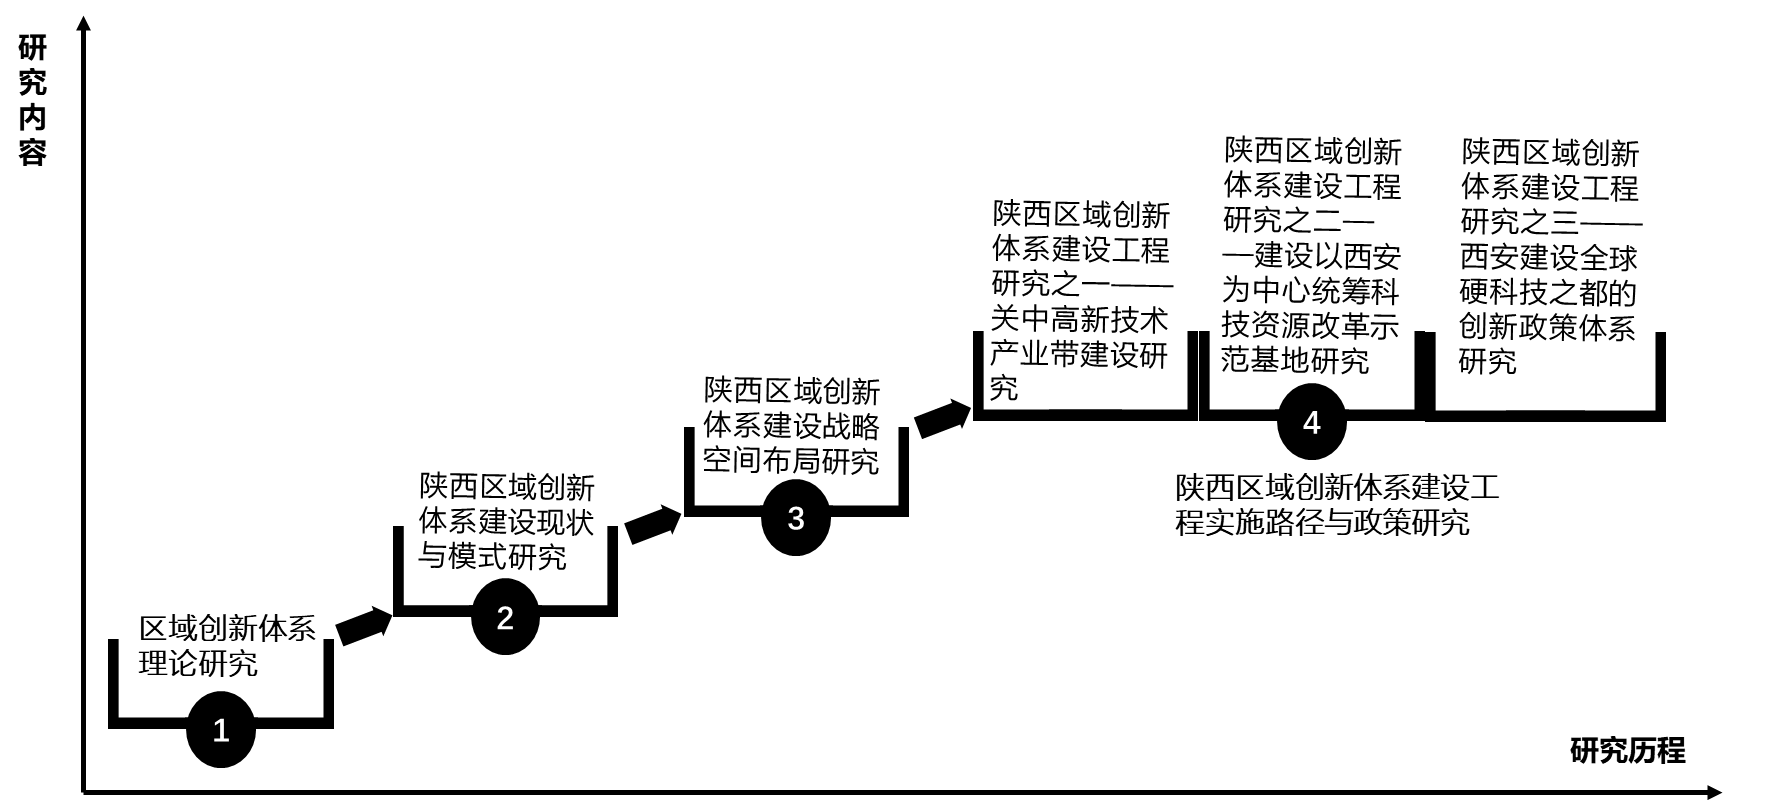 研
究
内
容
区域创新体系
理论研究
1
陕西区域创新
体系建设现状
与模式研究
2
陕西区域创新
体系建设战略
空间布局研究
3
陕西区域创新
体系建设工程
研究之一——
关中高新技术
产业带建设研
究
陕西区域创新
体系建设工程
研究之二—
—建设以西安
为中心统筹科
技资源改革示
范基地研究
陕西区域创新
体系建设工程
研究之三——
西安建设全球
硬科技之都的
创新政策体系
研究
4
陕西区域创新体系建设工
程实施路径与政策研究
研究历程